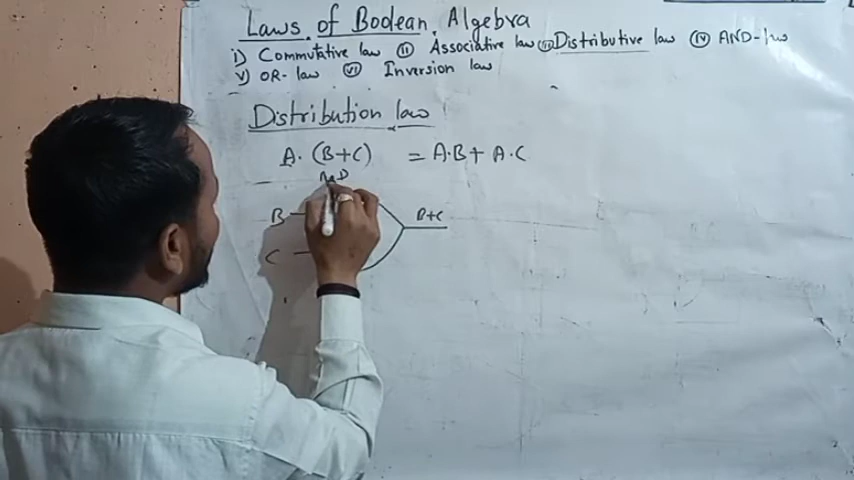 Laws of Boolean Algebra
i) Commutative law (ii) Associative law (iii) Distributive law (iv) AND-law
v) OR-law (vi) Inversion law
Distribution law
A. (B+C) = A.B+ A.C
B
B+C
C